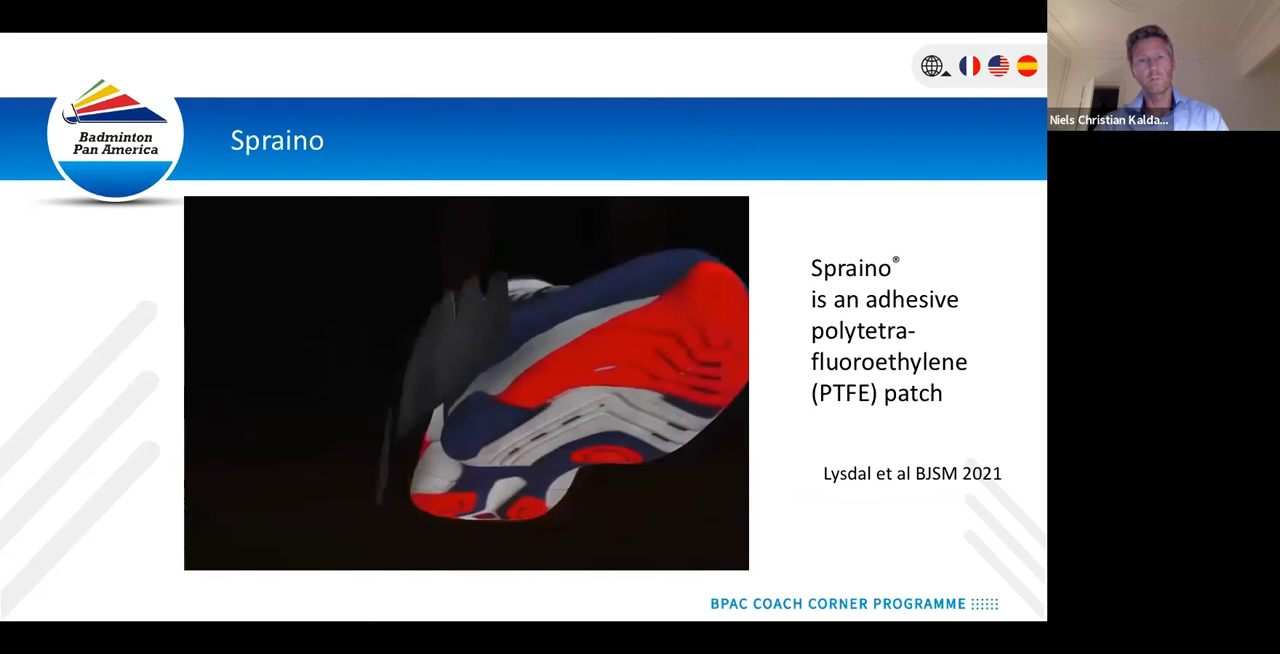 Badminton
Pan America
Spraino
Niels Christian Kalda...
Spraino®
is an adhesive
polytetra-
fluoroethylene
(PTFE) patch
Lysdal et al BJSM 2021
BPAC COACH CORNER PROGRAMME